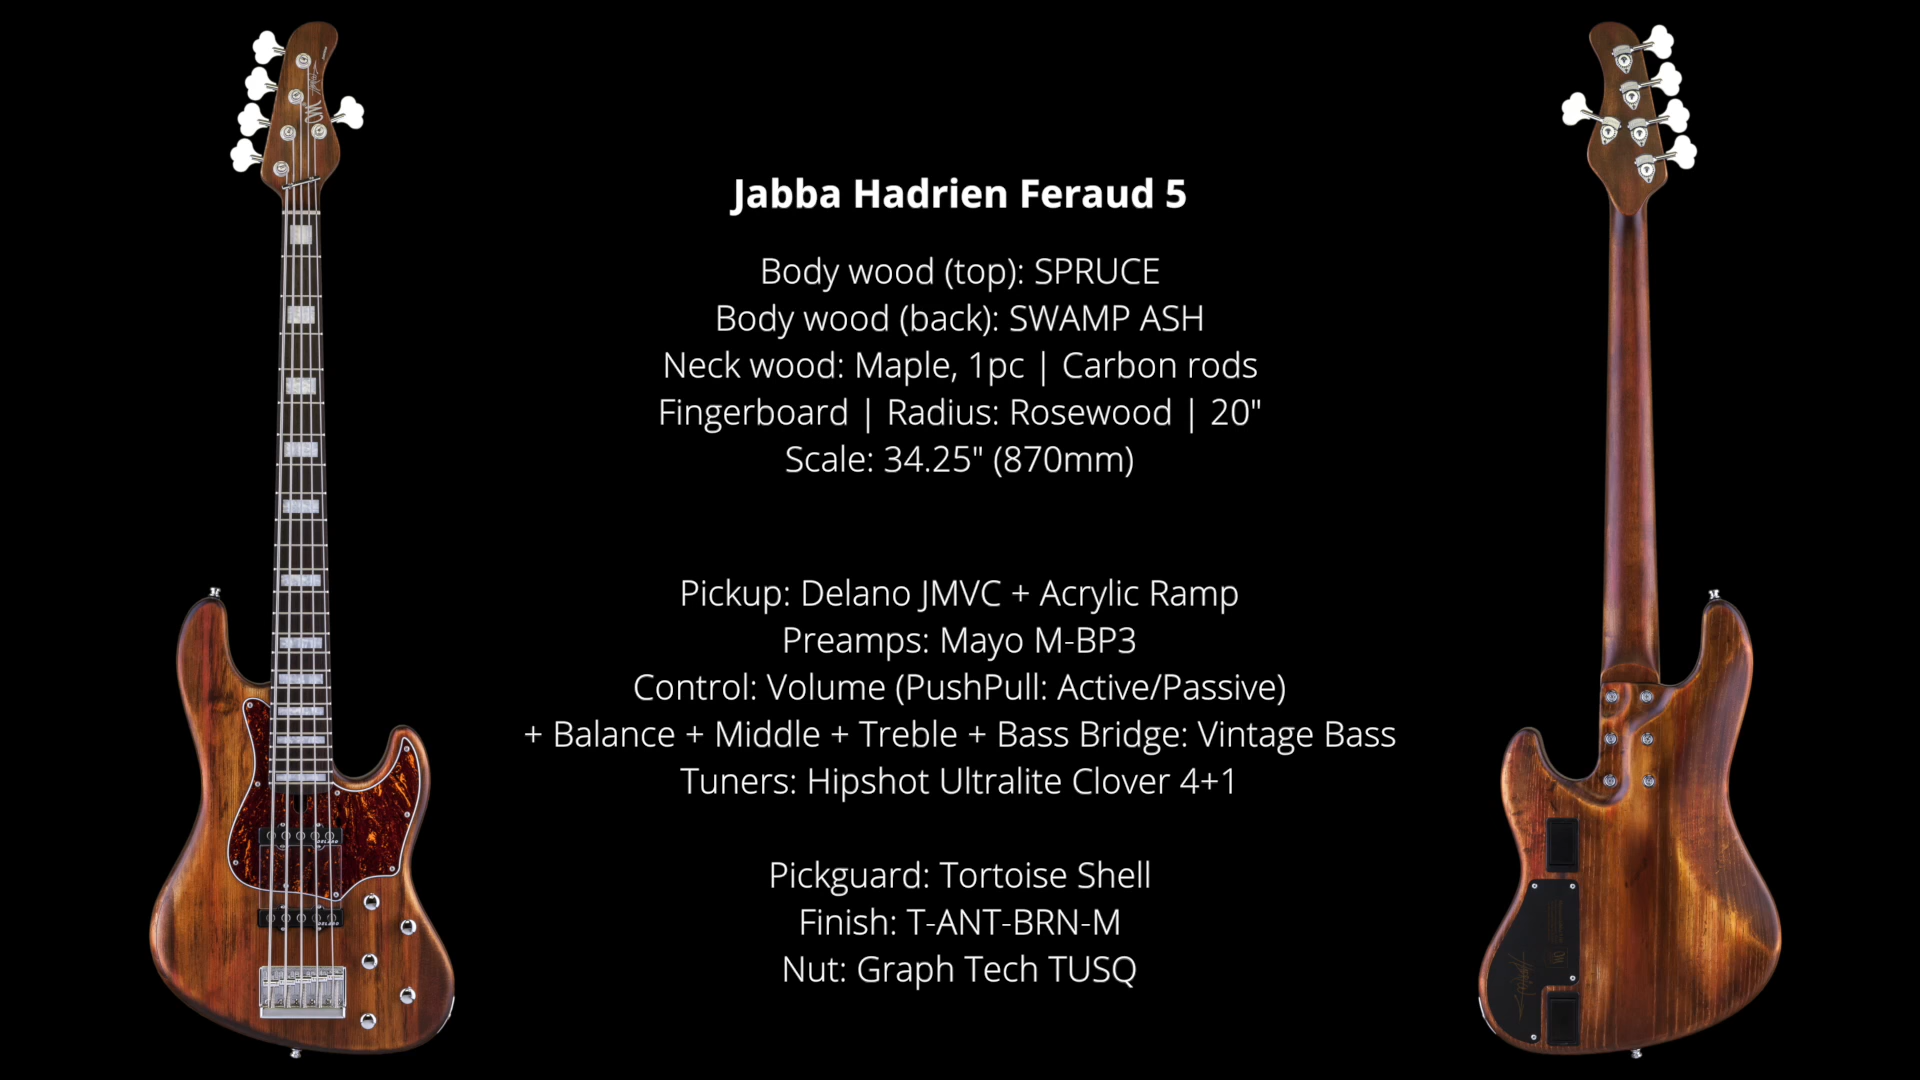 Jabba Hadrien Feraud 5
Body wood (top): SPRUCE
Body wood (back): SWAMP ASH
Neck wood: Maple, 1pc | Carbon rods
Fingerboard | Radius: Rosewood | 20"
Scale: 34.25" (870mm)
Pickup: Delano JMVC + Acrylic Ramp
Preamps: Mayo M-BP3
Control: Volume (PushPull: Active/Passive)
+ Balance + Middle + Treble + Bass Bridge: Vintage Bass
Tuners: Hipshot Ultralite Clover 4+1
Pickguard: Tortoise Shell
Finish: T-ANT-BRN-M
Nut: Graph Tech TUSQ
DELANO
DELANO